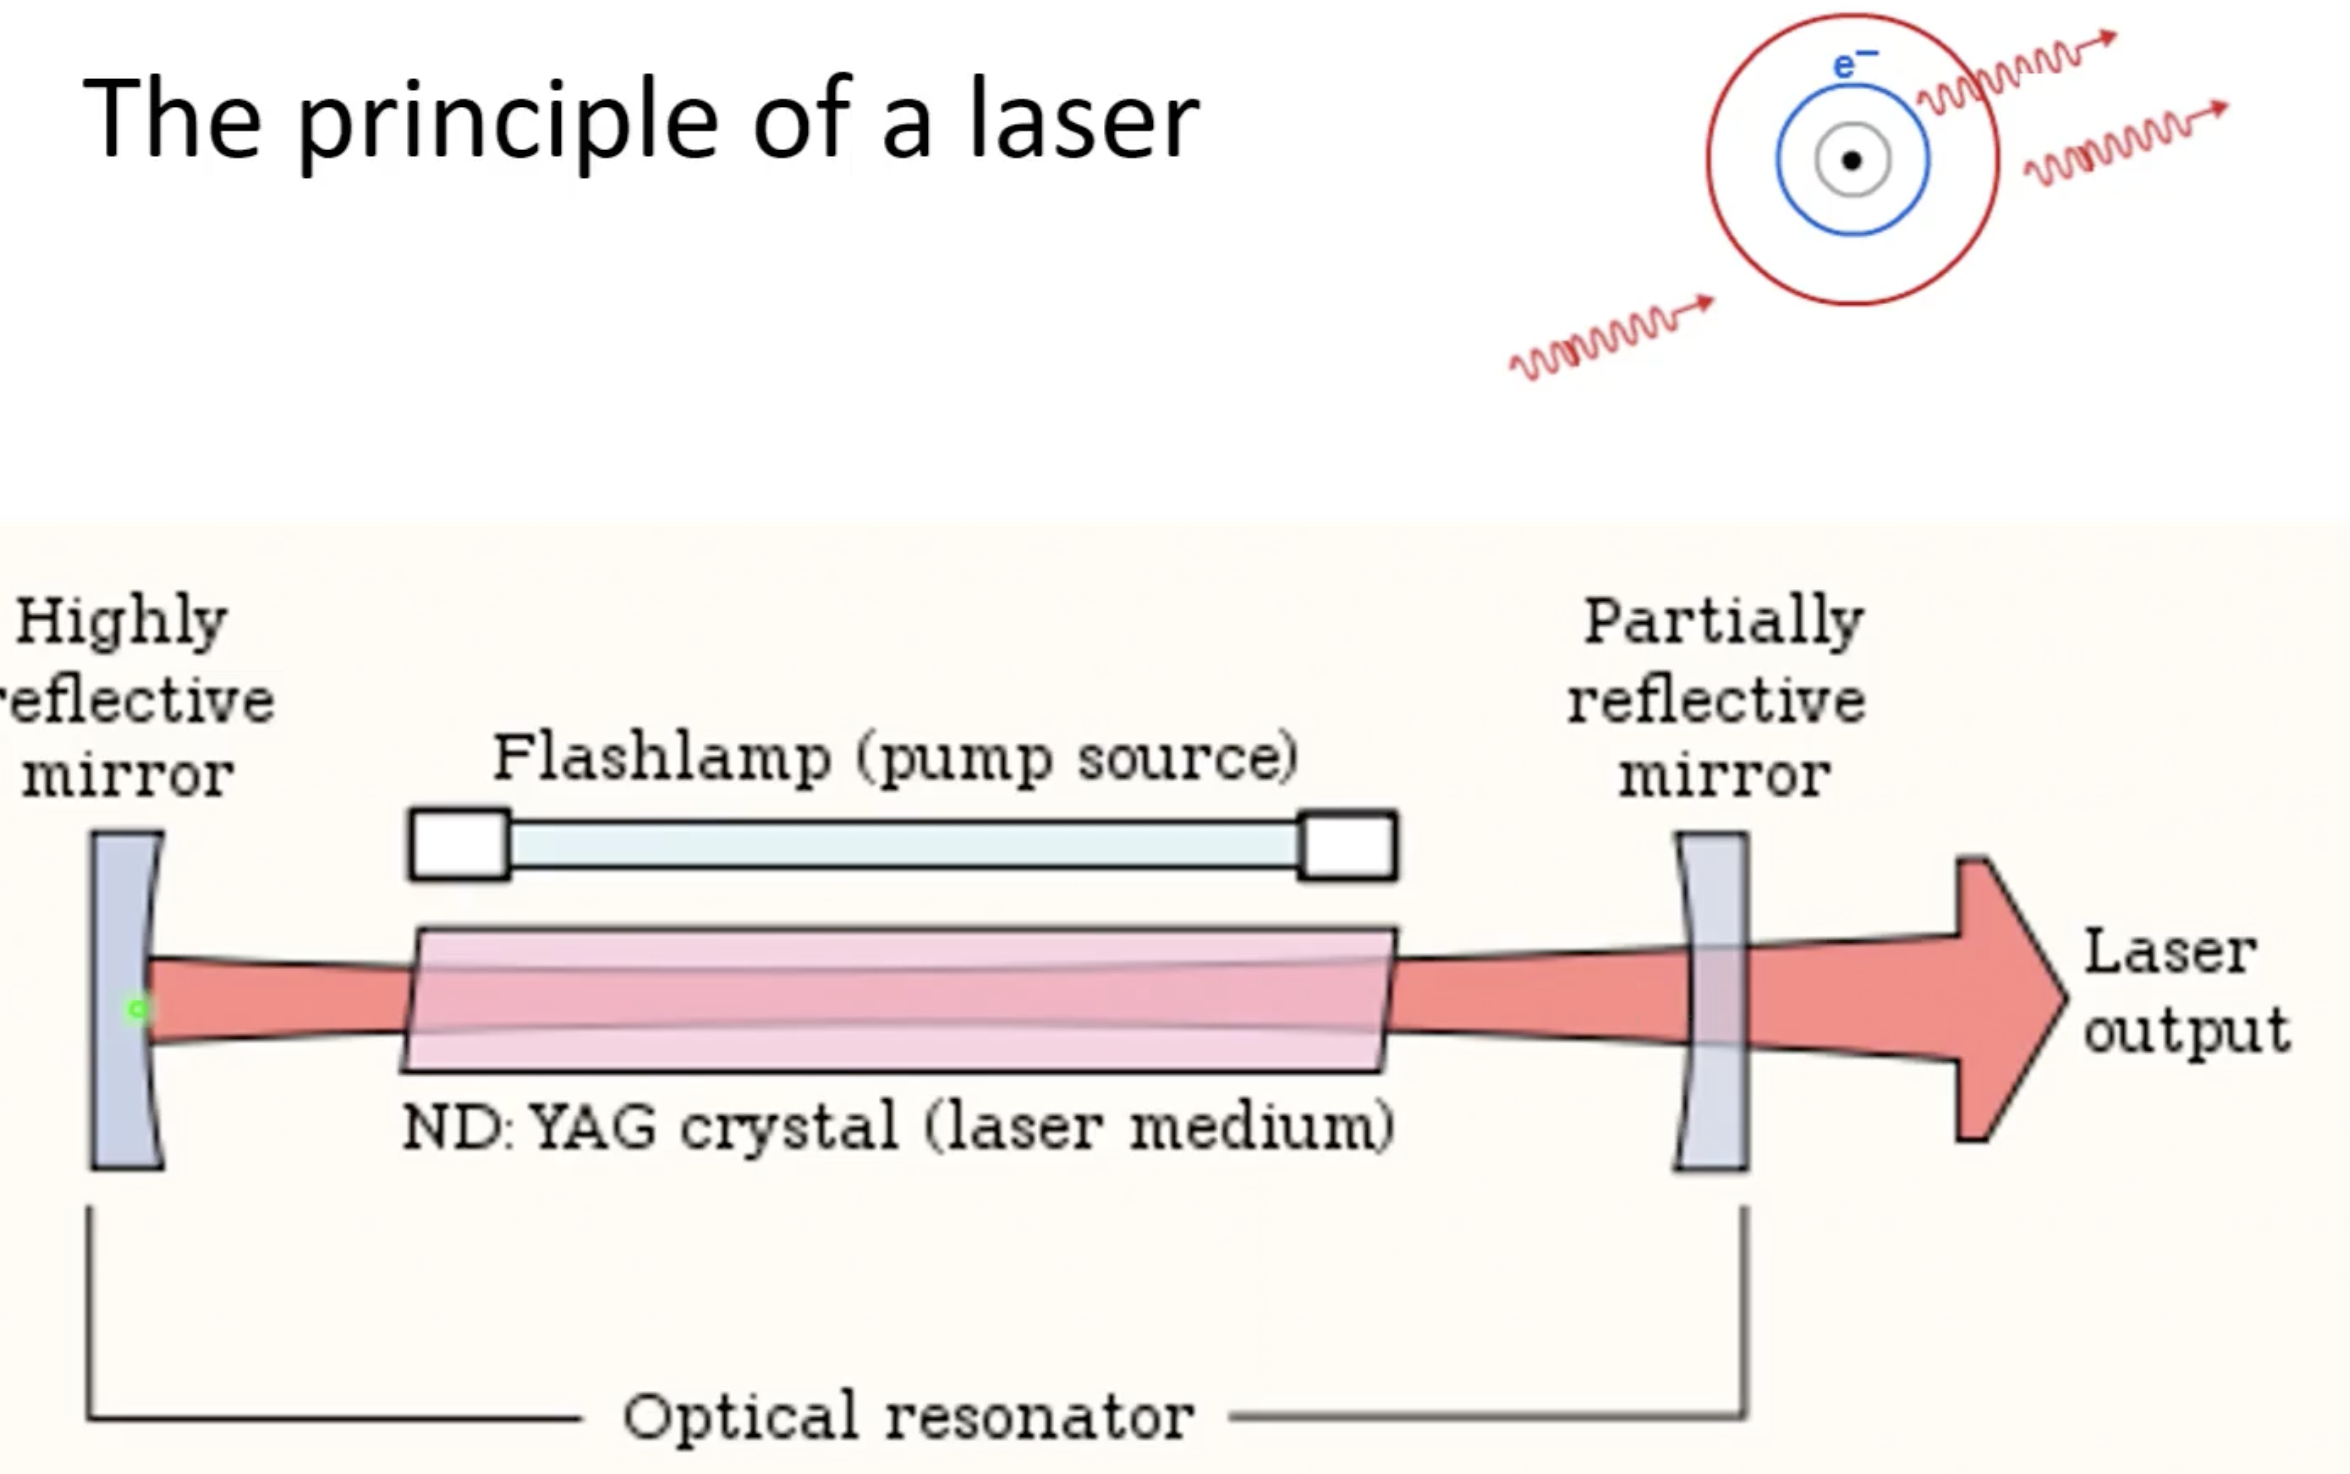 The principle of a laser
e⁻
Highly
reflective
mirror
Flashlamp (pump source)
Partially
reflective
mirror
Laser
output
ND: YAG crystal (laser medium)
Optical resonator